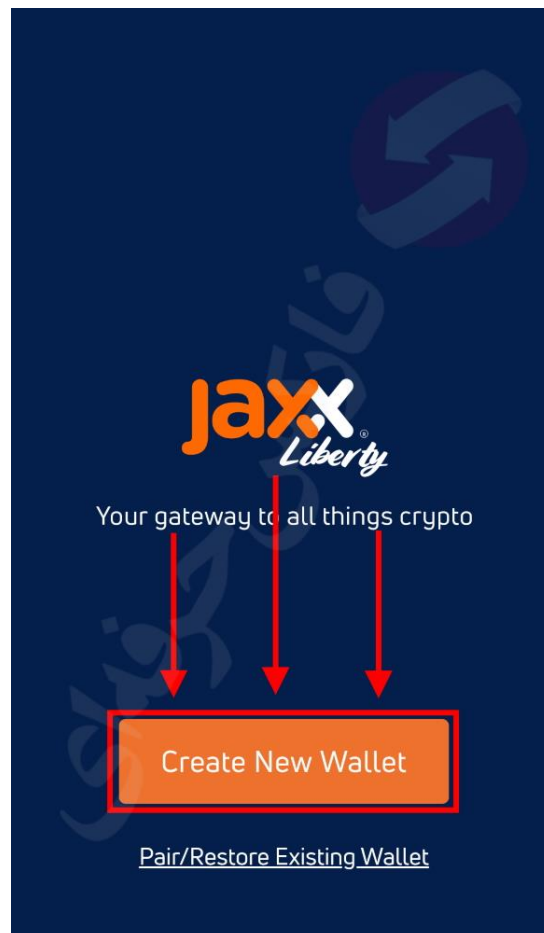 jaxx
Liberty
Your gateway to all things crypto
Create New Wallet
Pair/Restore Existing Wallet